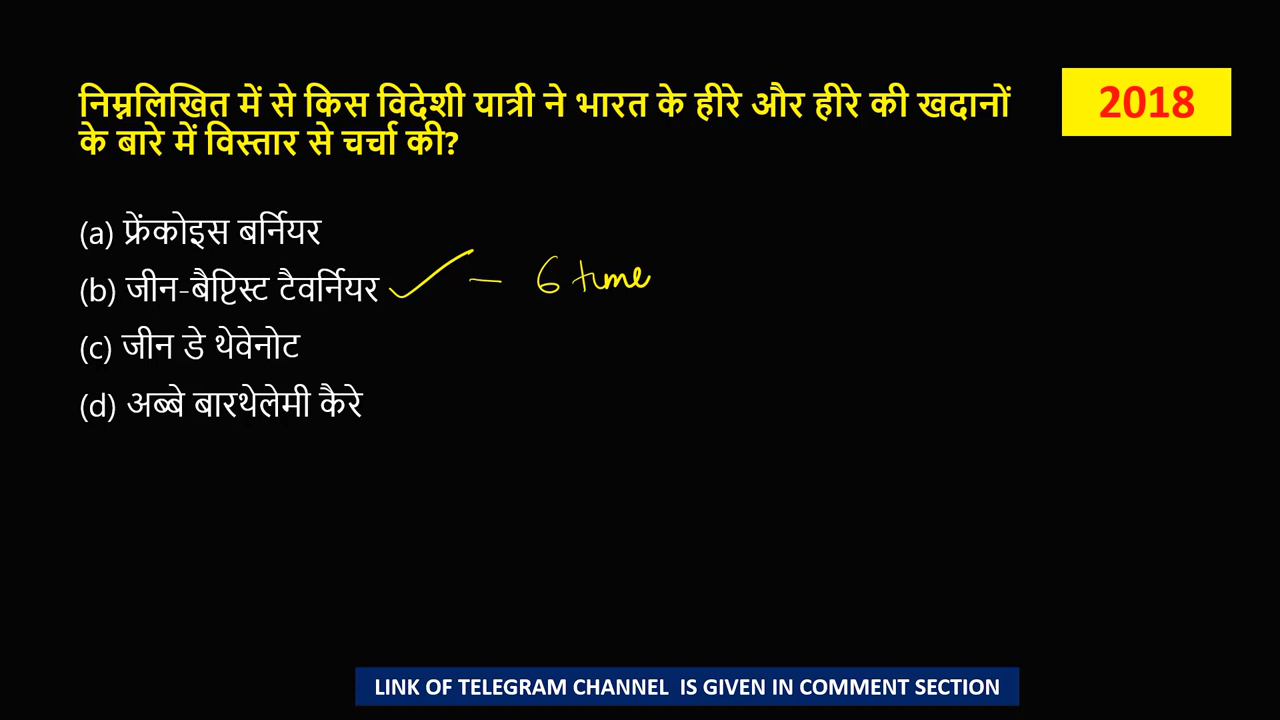 निम्नलिखित में से किस विदेशी यात्री ने भारत के हीरे और हीरे की खदानों
के बारे में विस्तार से चर्चा की?
2018
(a) फ्रेंकोइस बर्नियर
(b) जीन-बैप्टिस्ट टैवर्नियर — 6 time
(c) जीन डे थेवेनोट
(d) अब्बे बारथेलेमी कैरे
LINK OF TELEGRAM CHANNEL IS GIVEN IN COMMENT SECTION